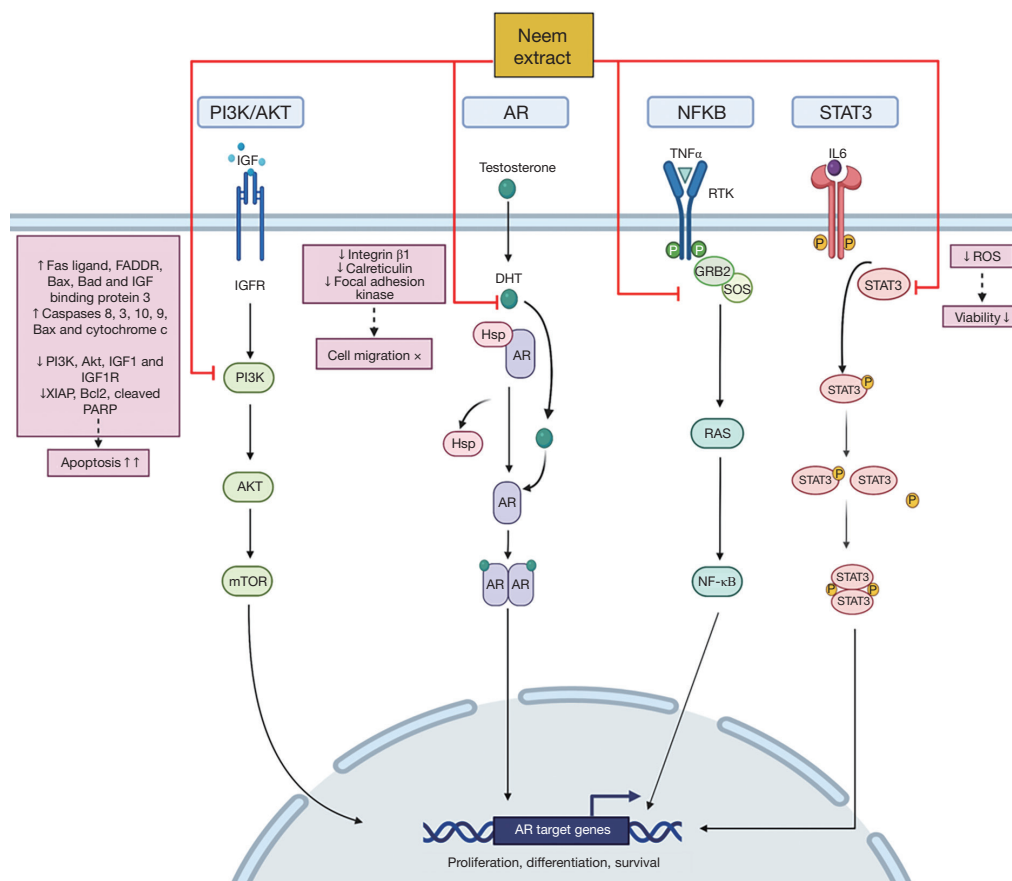 Neem
extract
PI3K/AKT
AR
NFKB
STAT3
IGF
Testosterone
TNFα
RTK
IL6
P
P
P
P
↑ Fas ligand, FADDR,
Bax, Bad and IGF
binding protein 3
↑ Caspases 8, 3, 10, 9,
Bax and cytochrome c
↓ PI3K, Akt, IGF1 and
IGF1R
↓XIAP, Bcl2, cleaved
PARP
Apoptosis ↑↑
IGFR
PI3K
AKT
mTOR
↓ Integrin β1
↓ Calreticulin
↓ Focal adhesion
kinase
Cell migration ×
DHT
Hsp
AR
Hsp
AR
AR
AR
GRB2
SOS
RAS
NF-κB
STAT3
STAT3
P
STAT3
P
STAT3
P
STAT3
P
P
STAT3
↓ ROS
Viability ↓
AR target genes
Proliferation, differentiation, survival